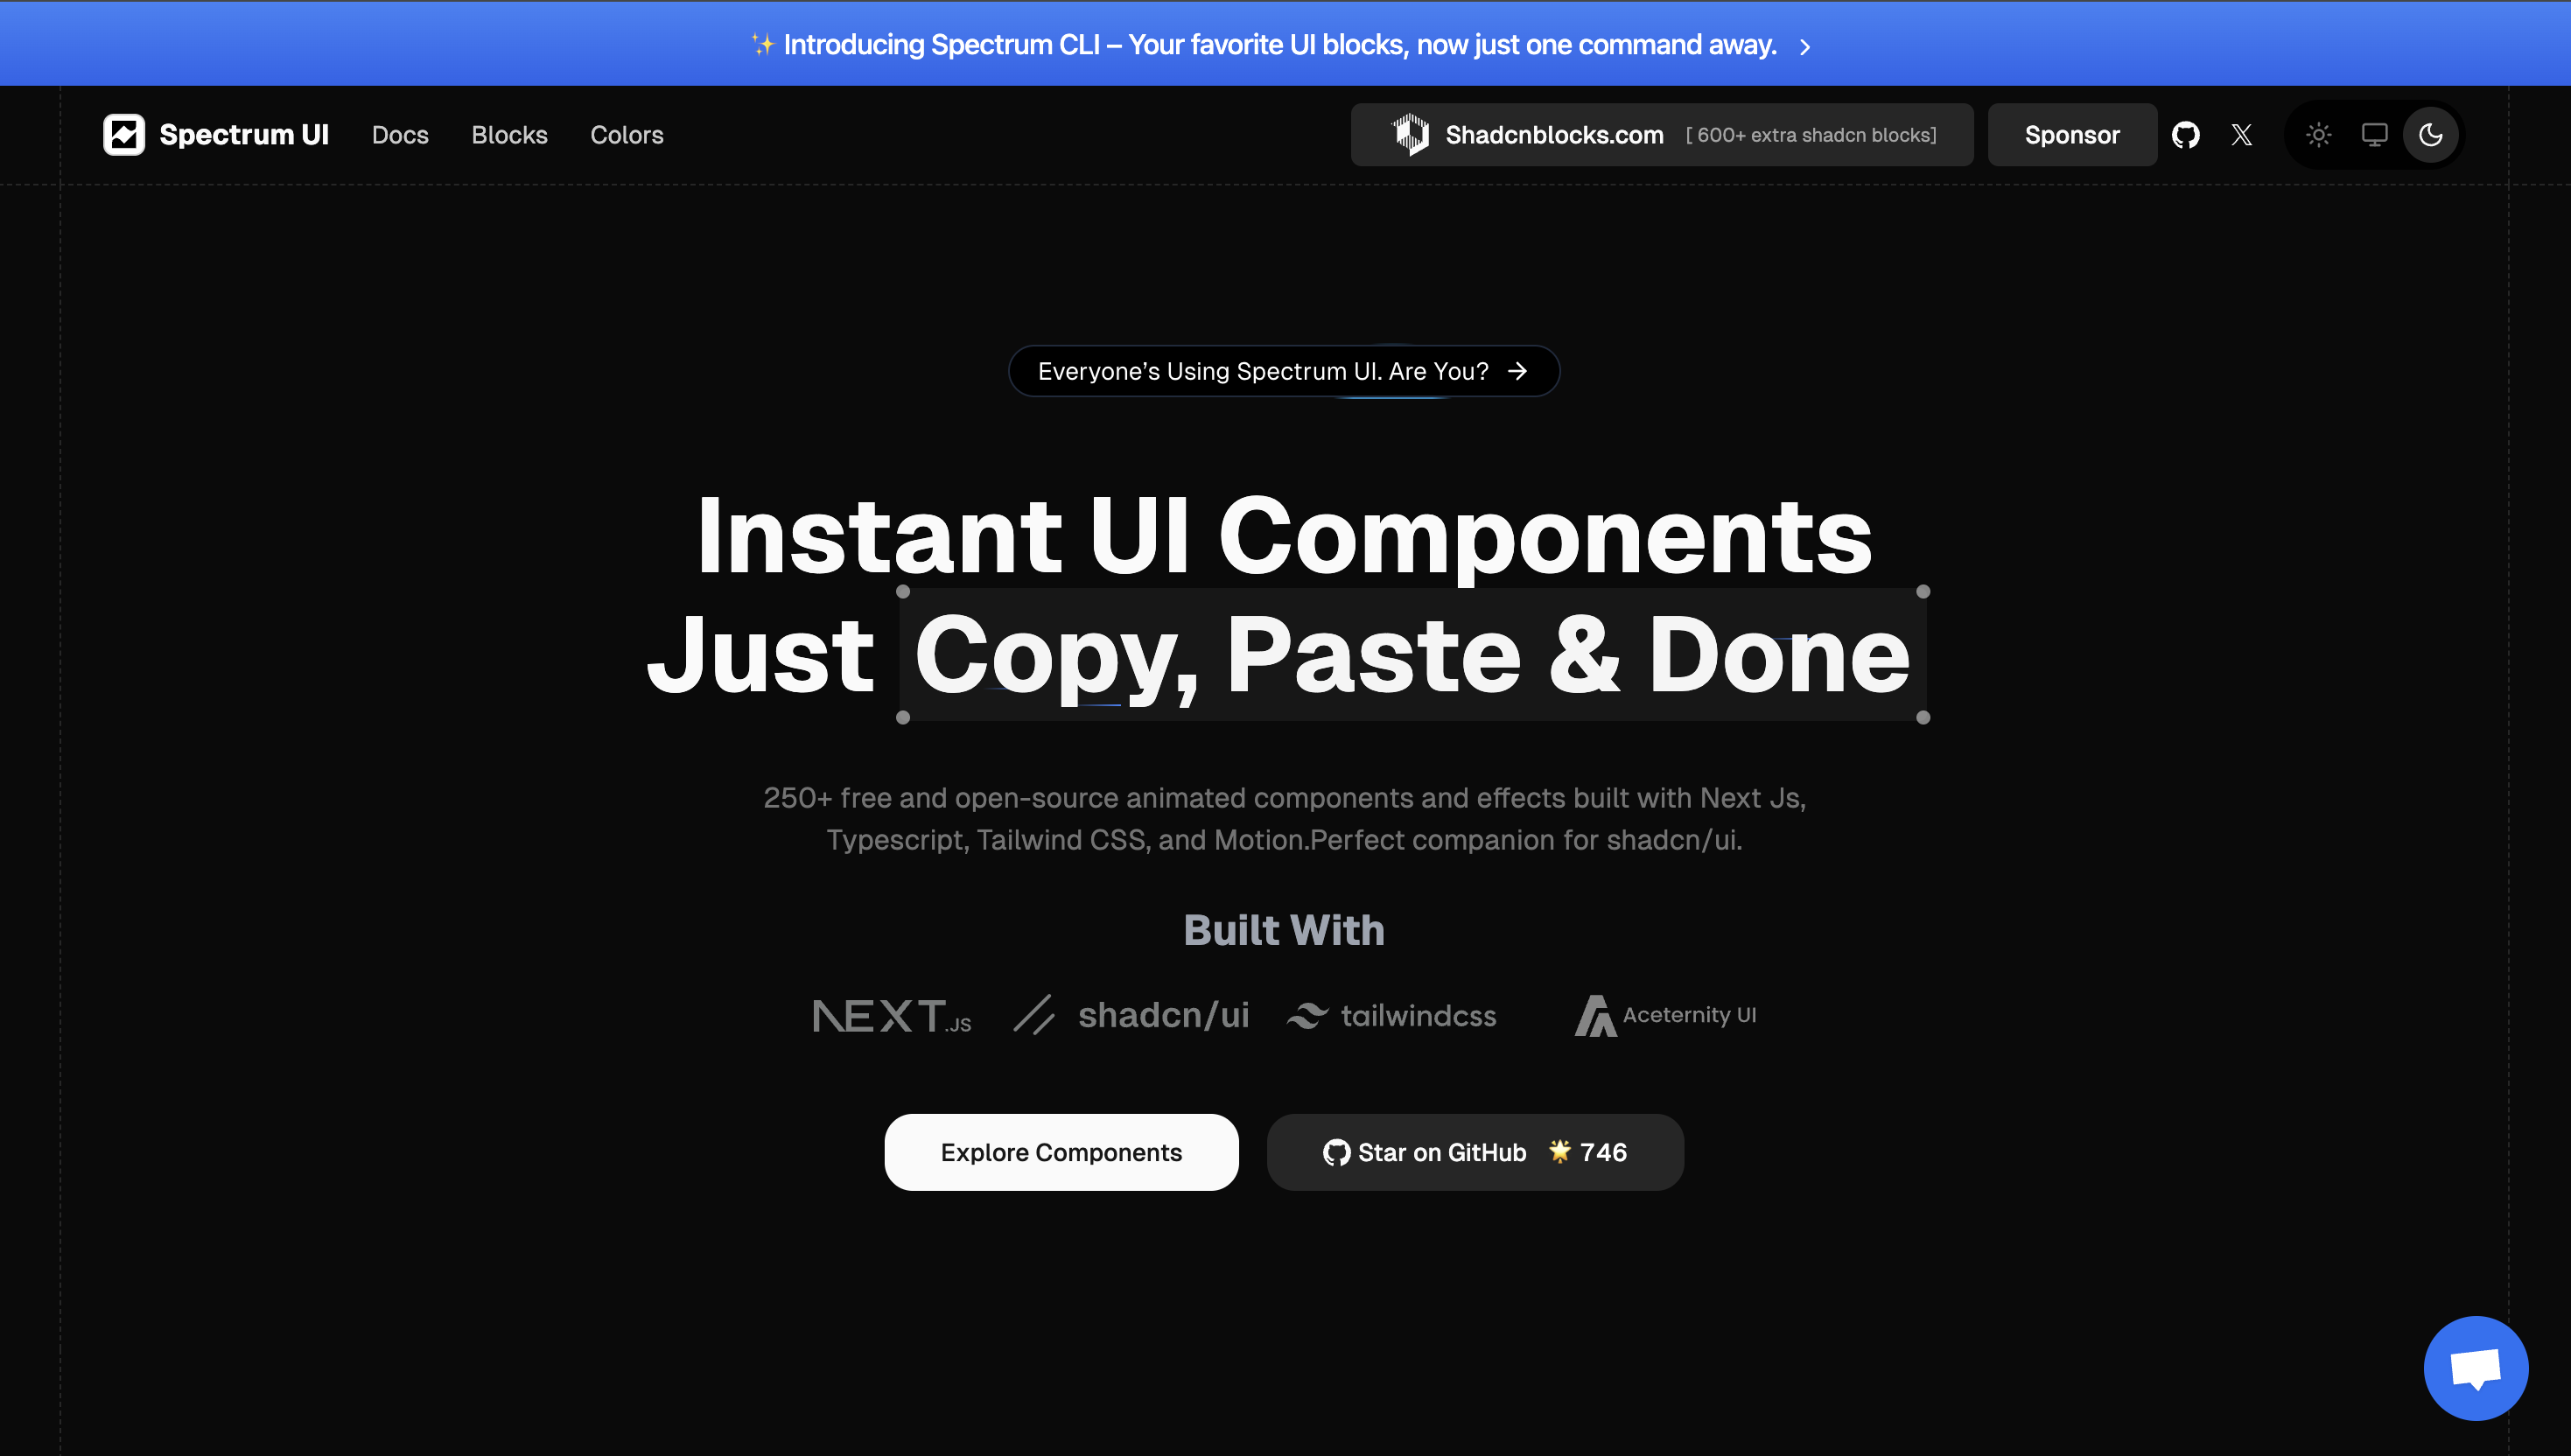 ✨ Introducing Spectrum CLI – Your favorite UI blocks, now just one command away.
Spectrum UI Docs Blocks Colors Shadcnblocks.com [ 600+ extra shadcn blocks] Sponsor
Everyone’s Using Spectrum UI. Are You?
Instant UI Components
Just Copy, Paste & Done
250+ free and open-source animated components and effects built with Next Js,
Typescript, Tailwind CSS, and Motion.Perfect companion for shadcn/ui.
Built With
NEXT.JS shadcn/ui tailwindcss Aceternity UI
Explore Components Star on GitHub 🌟 746